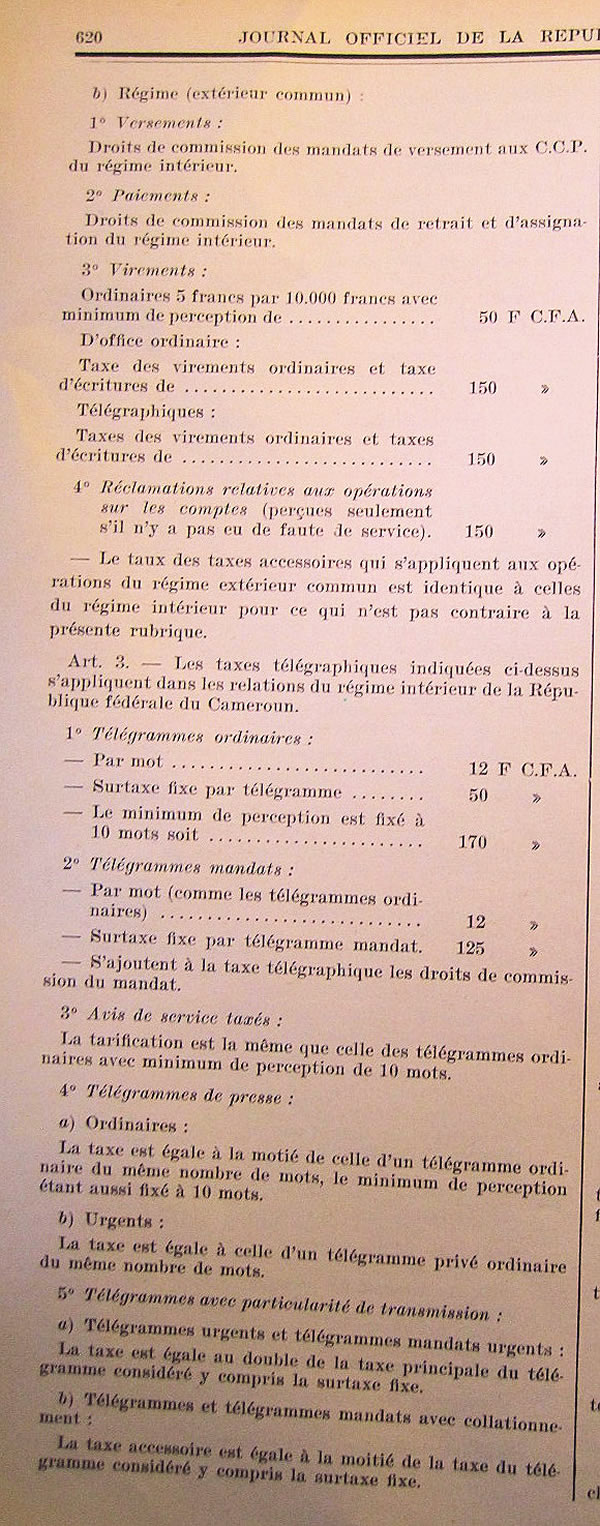 620 JOURNAL OFFICIEL DE LA REPU
b) Régime (extérieur commun) :
1° Versements :
Droits de commission des mandats de versement aux C.C.P.
du régime intérieur.
2° Paiements :
Droits de commission des mandats de retrait et d'assigna-
tion du régime intérieur.
3° Virements :
Ordinaires 5 francs par 10.000 francs avec
minimum de perception de ................ 50 F C.F.A.
D'office ordinaire :
Taxe des virements ordinaires et taxe
d'écritures de ........................... 150 »
Télégraphiques :
Taxes des virements ordinaires et taxes
d'écritures de ........................... 150 »
4° Réclamations relatives aux opérations
sur les comptes (perçues seulement
s'il n'y a pas eu de faute de service). 150 »
— Le taux des taxes accessoires qui s'appliquent aux opé-
rations du régime extérieur commun est identique à celles
du régime intérieur pour ce qui n'est pas contraire à la
présente rubrique.
Art. 3. — Les taxes télégraphiques indiquées ci-dessus
s'appliquent dans les relations du régime intérieur de la Répu-
blique fédérale du Cameroun.
1° Télégrammes ordinaires :
— Par mot ........................... 12 F C.F.A.
— Surtaxe fixe par télégramme ........ 50 »
— Le minimum de perception est fixé à
10 mots soit ....................... 170 »
2° Télégrammes mandats :
— Par mot (comme les télégrammes ordi-
naires) ............................ 12 »
— Surtaxe fixe par télégramme mandat. 125 »
— S'ajoutent à la taxe télégraphique les droits de commis-
sion du mandat.
3° Avis de service taxés :
La tarification est la même que celle des télégrammes ordi-
naires avec minimum de perception de 10 mots.
4° Télégrammes de presse :
a) Ordinaires :
La taxe est égale à la motié de celle d'un télégramme ordi-
naire du même nombre de mots, le minimum de perception
étant aussi fixé à 10 mots.
b) Urgents :
La taxe est égale à celle d'un télégramme privé ordinaire
du même nombre de mots.
5° Télégrammes avec particularité de transmission :
a) Télégrammes urgents et télégrammes mandats urgents :
La taxe est égale au double de la taxe principale du télé-
gramme considéré y compris la surtaxe fixe.
b) Télégrammes et télégrammes mandats avec collationne-
ment :
La taxe accessoire est égale à la moitié de la taxe du télé-
gramme considéré y compris la surtaxe fixe.